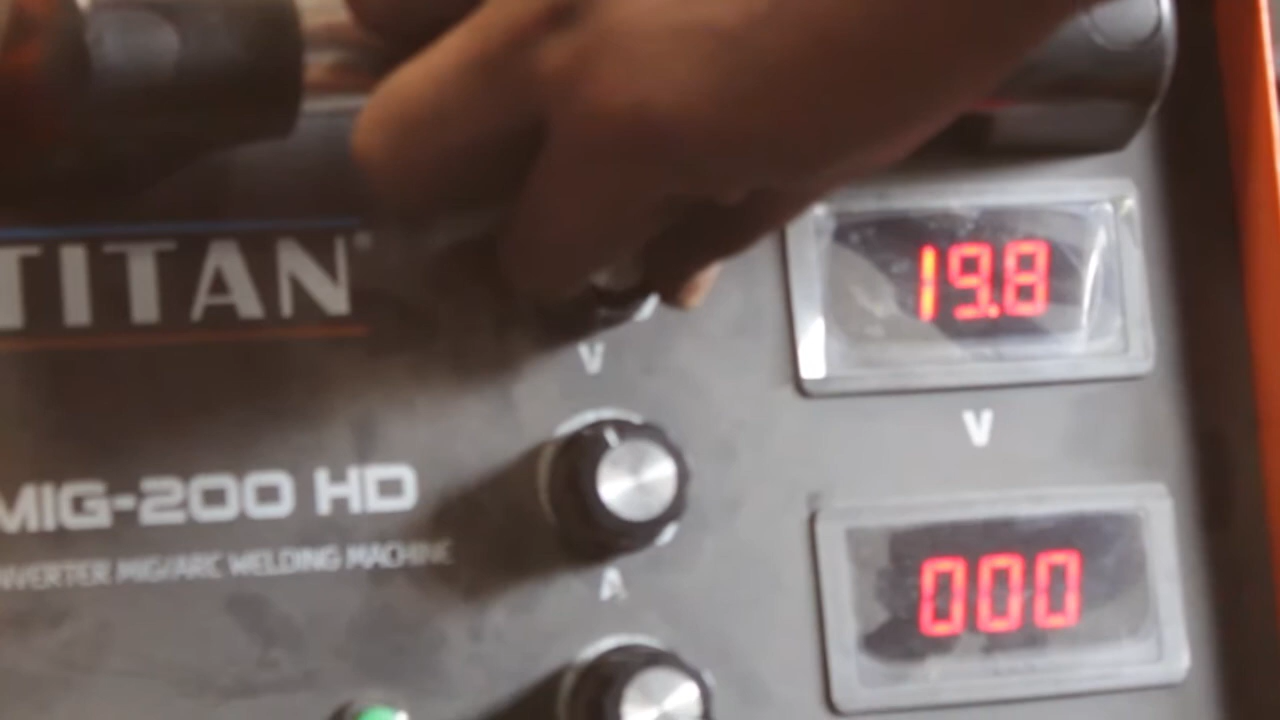 TITAN
19.8
V
V
MIG-200 HD
INVERTER MIG/ARC WELDING MACHINE
A
000